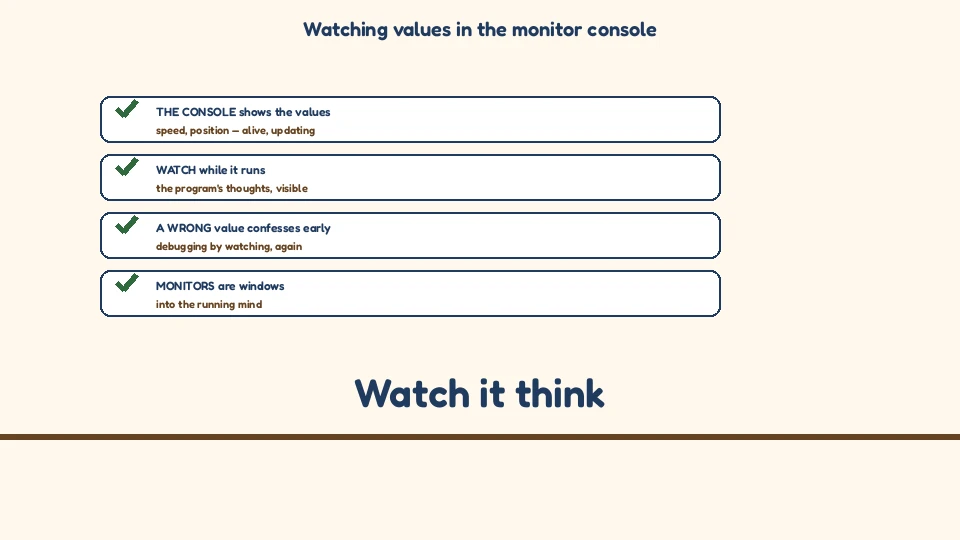 Watching values in the monitor console
THE CONSOLE shows the values
speed, position — alive, updating
WATCH while it runs
the program's thoughts, visible
A WRONG value confesses early
debugging by watching, again
MONITORS are windows
into the running mind
Watch it think